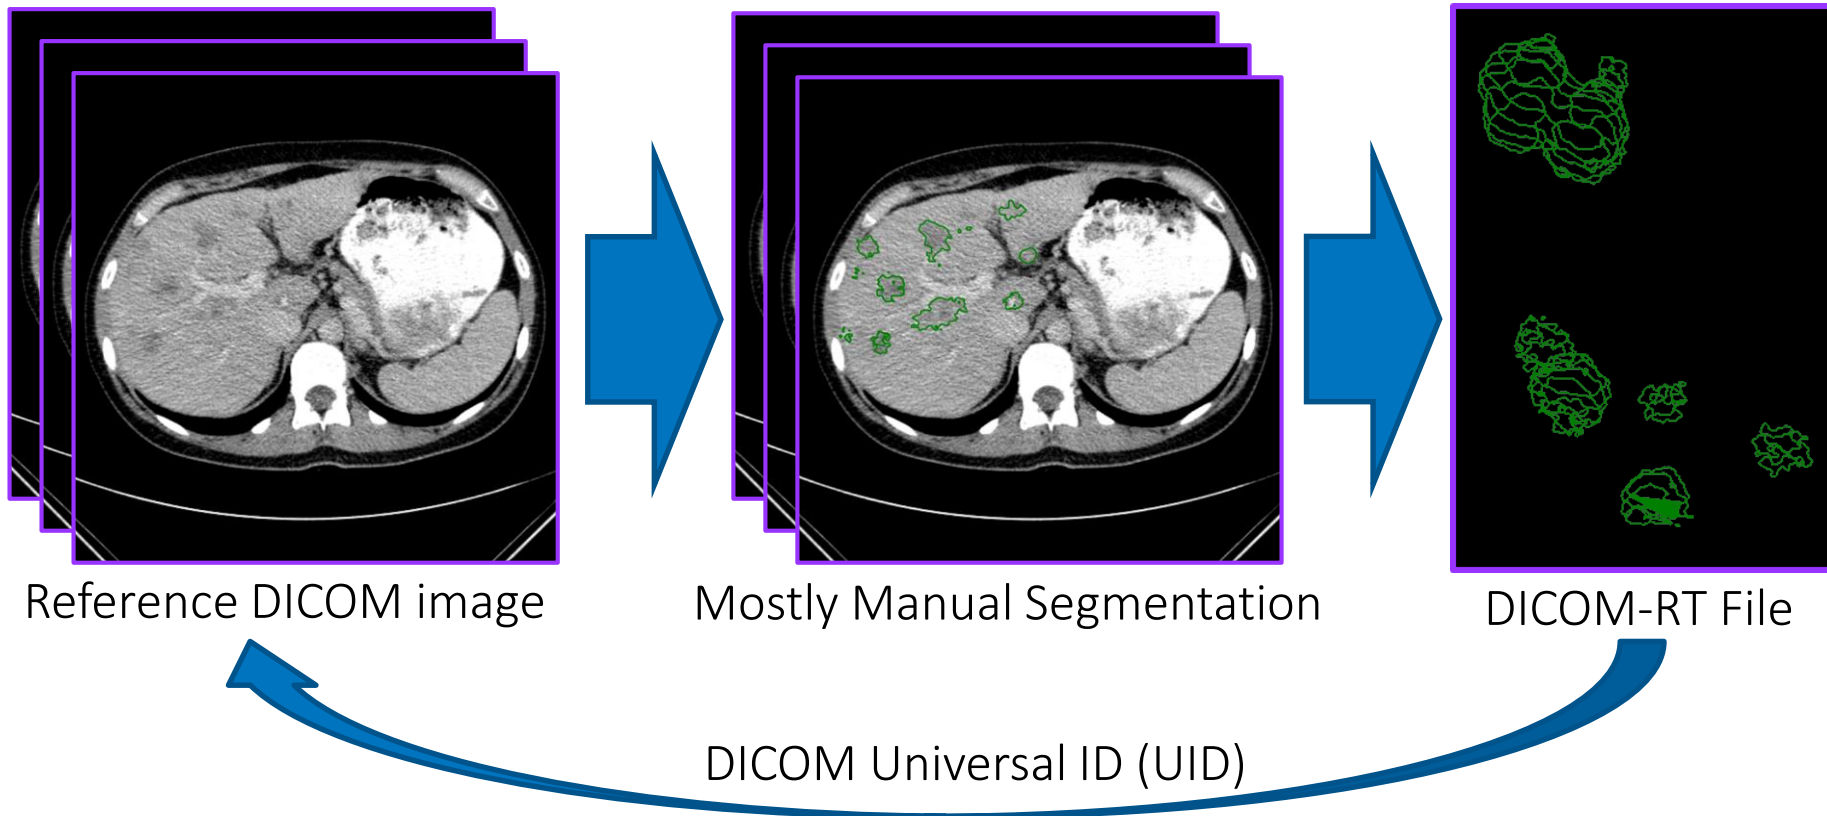 Reference DICOM image
Mostly Manual Segmentation
DICOM-RT File
DICOM Universal ID (UID)